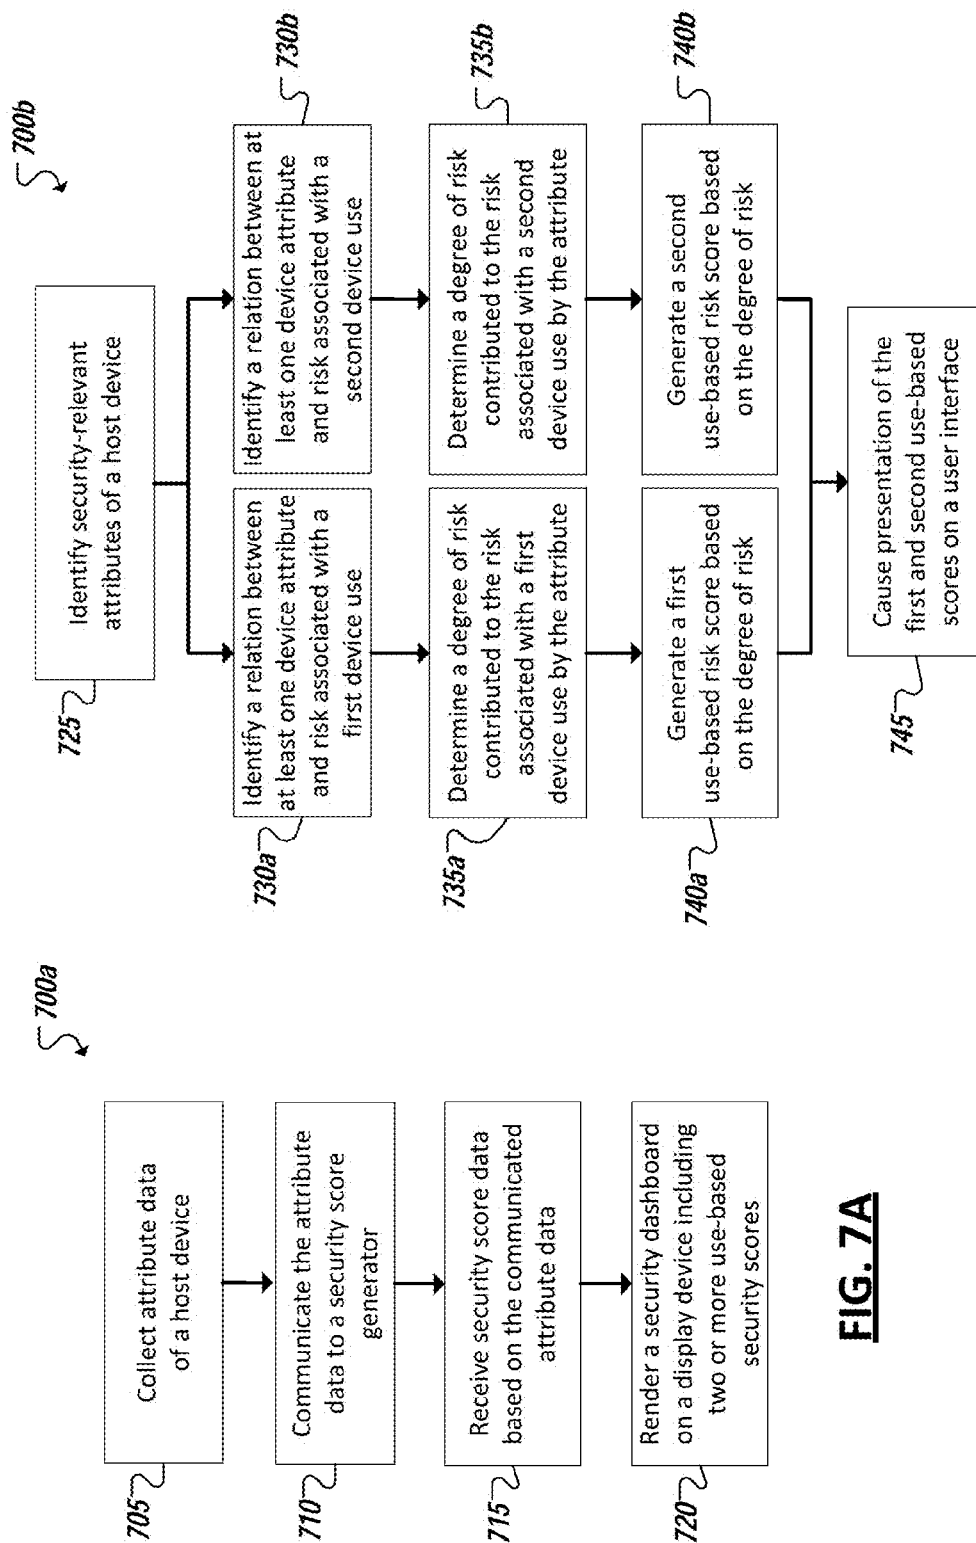 700a
705
Collect attribute data
of a host device
710
Communicate the attribute
data to a security score
generator
715
Receive security score data
based on the communicated
attribute data
720
Render a security dashboard
on a display device including
two or more use-based
security scores
FIG. 7A
700b
725
Identify security-relevant
attributes of a host device
730a
Identify a relation between
at least one device attribute
and risk associated with a
first device use
730b
Identify a relation between at
least one device attribute
and risk associated with a
second device use
735a
Determine a degree of risk
contributed to the risk
associated with a first
device use by the attribute
735b
Determine a degree of risk
contributed to the risk
associated with a second
device use by the attribute
740a
Generate a first
use-based risk score based
on the degree of risk
740b
Generate a second
use-based risk score based
on the degree of risk
745
Cause presentation of the
first and second use-based
scores on a user interface